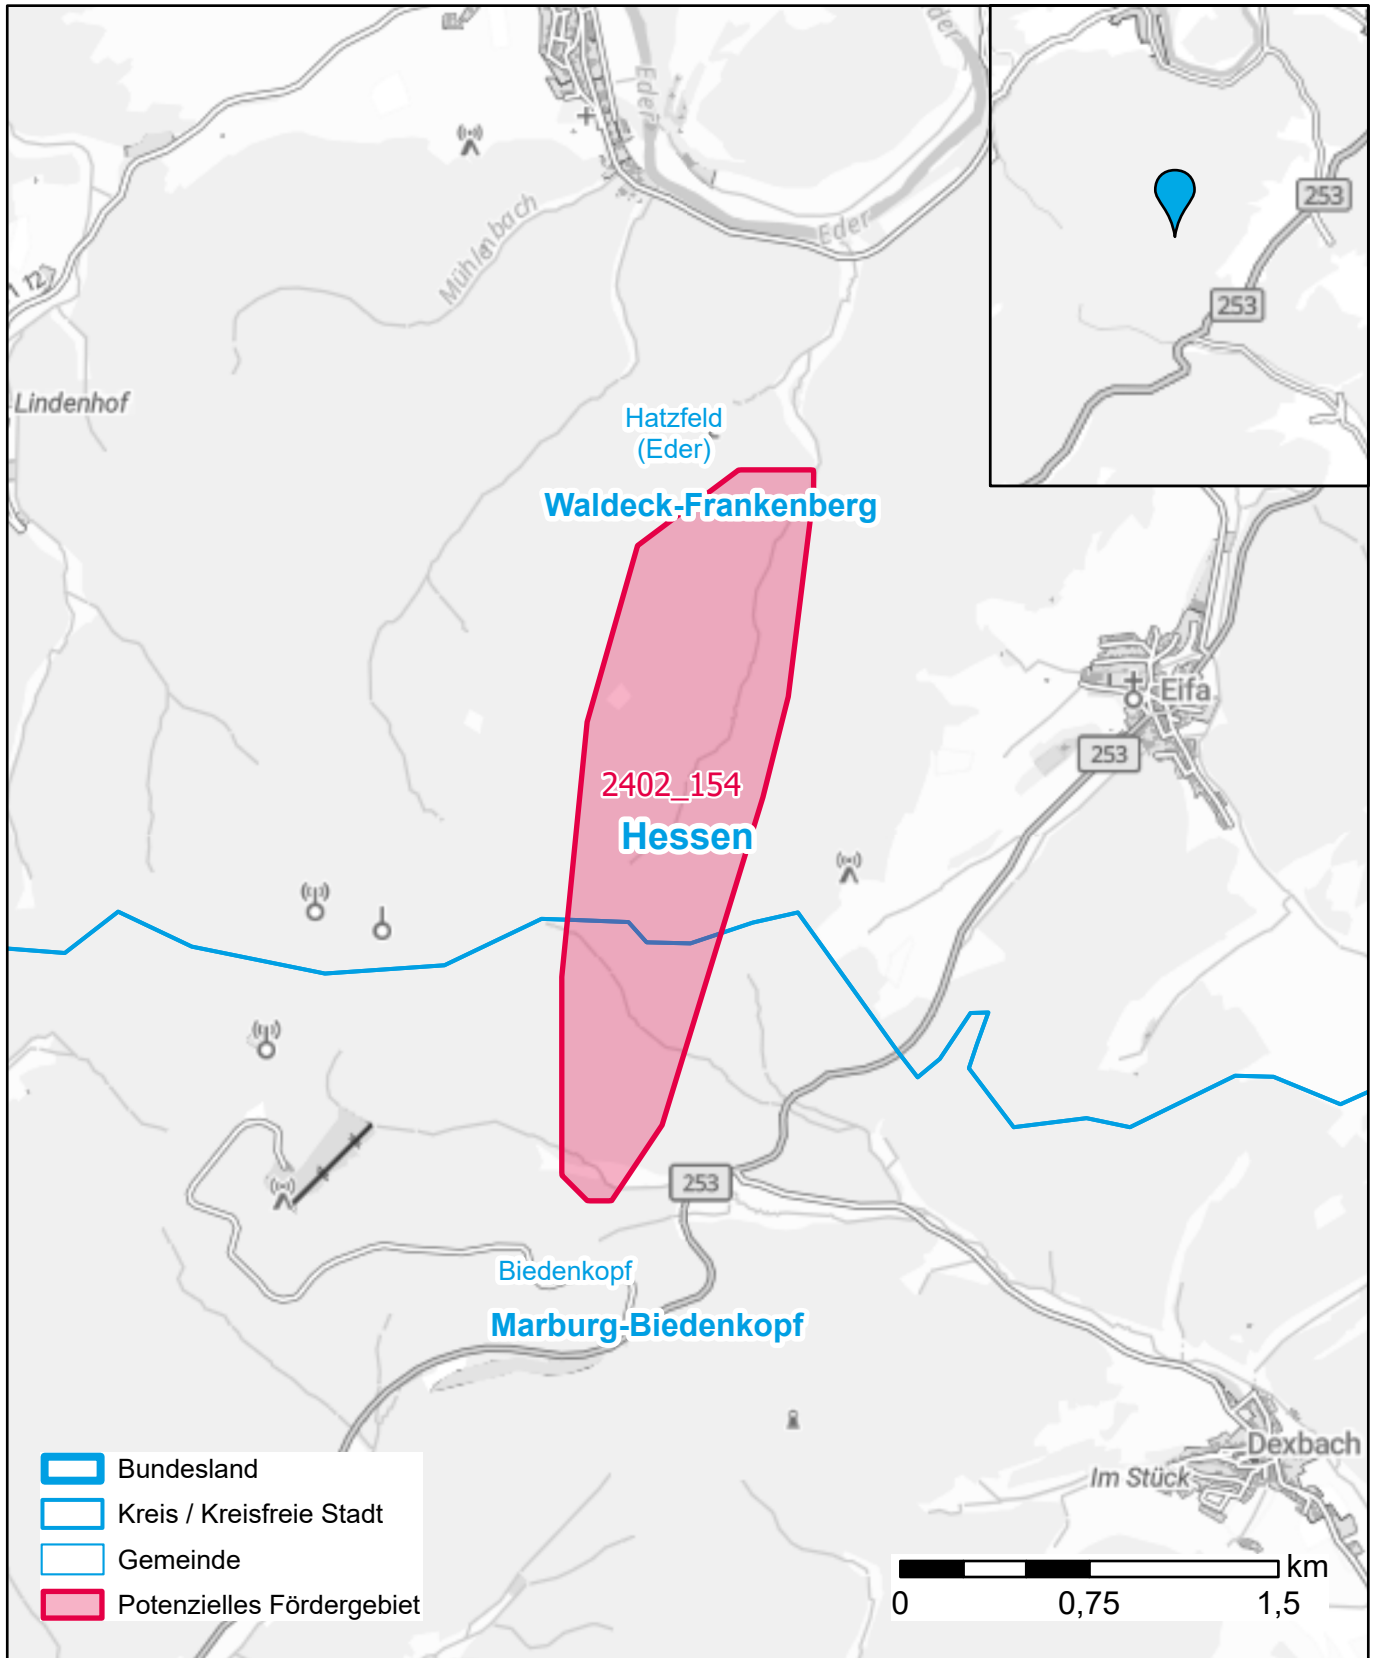 Eder
der
Eder
Mühlenbach
253
253
Lindenhof
Hatzfeld
(Eder)
Waldeck-Frankenberg
Eifa
253
2402_154
Hessen
253
Biedenkopf
Marburg-Biedenkopf
Dexbach
Im Stück
Bundesland
Kreis / Kreisfreie Stadt
Gemeinde
Potenzielles Fördergebiet
km
0 0,75 1,5